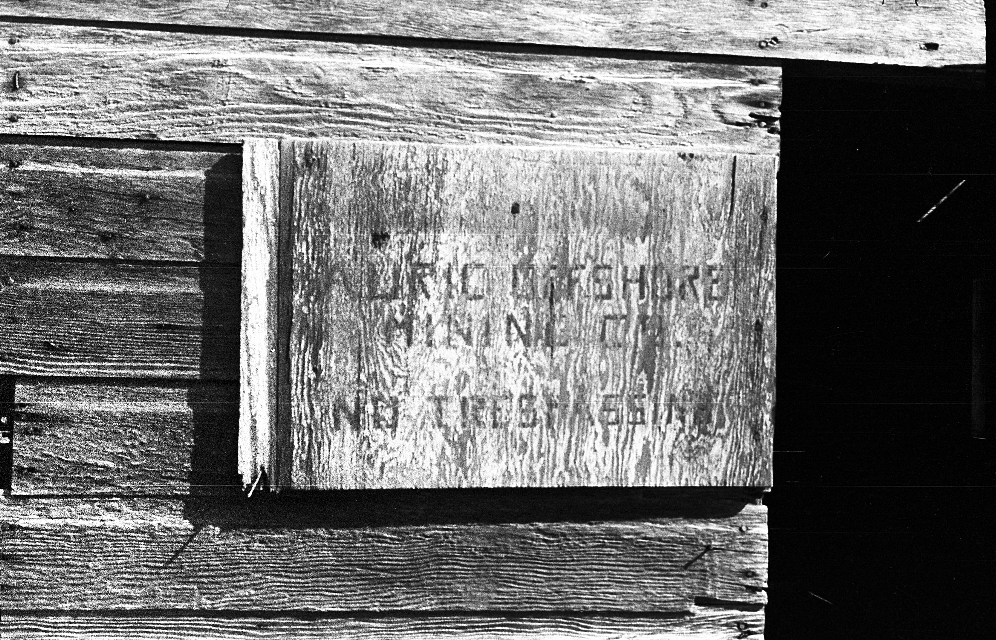 AURIC OFFSHORE
MINING CO.
NO TRESPASSING